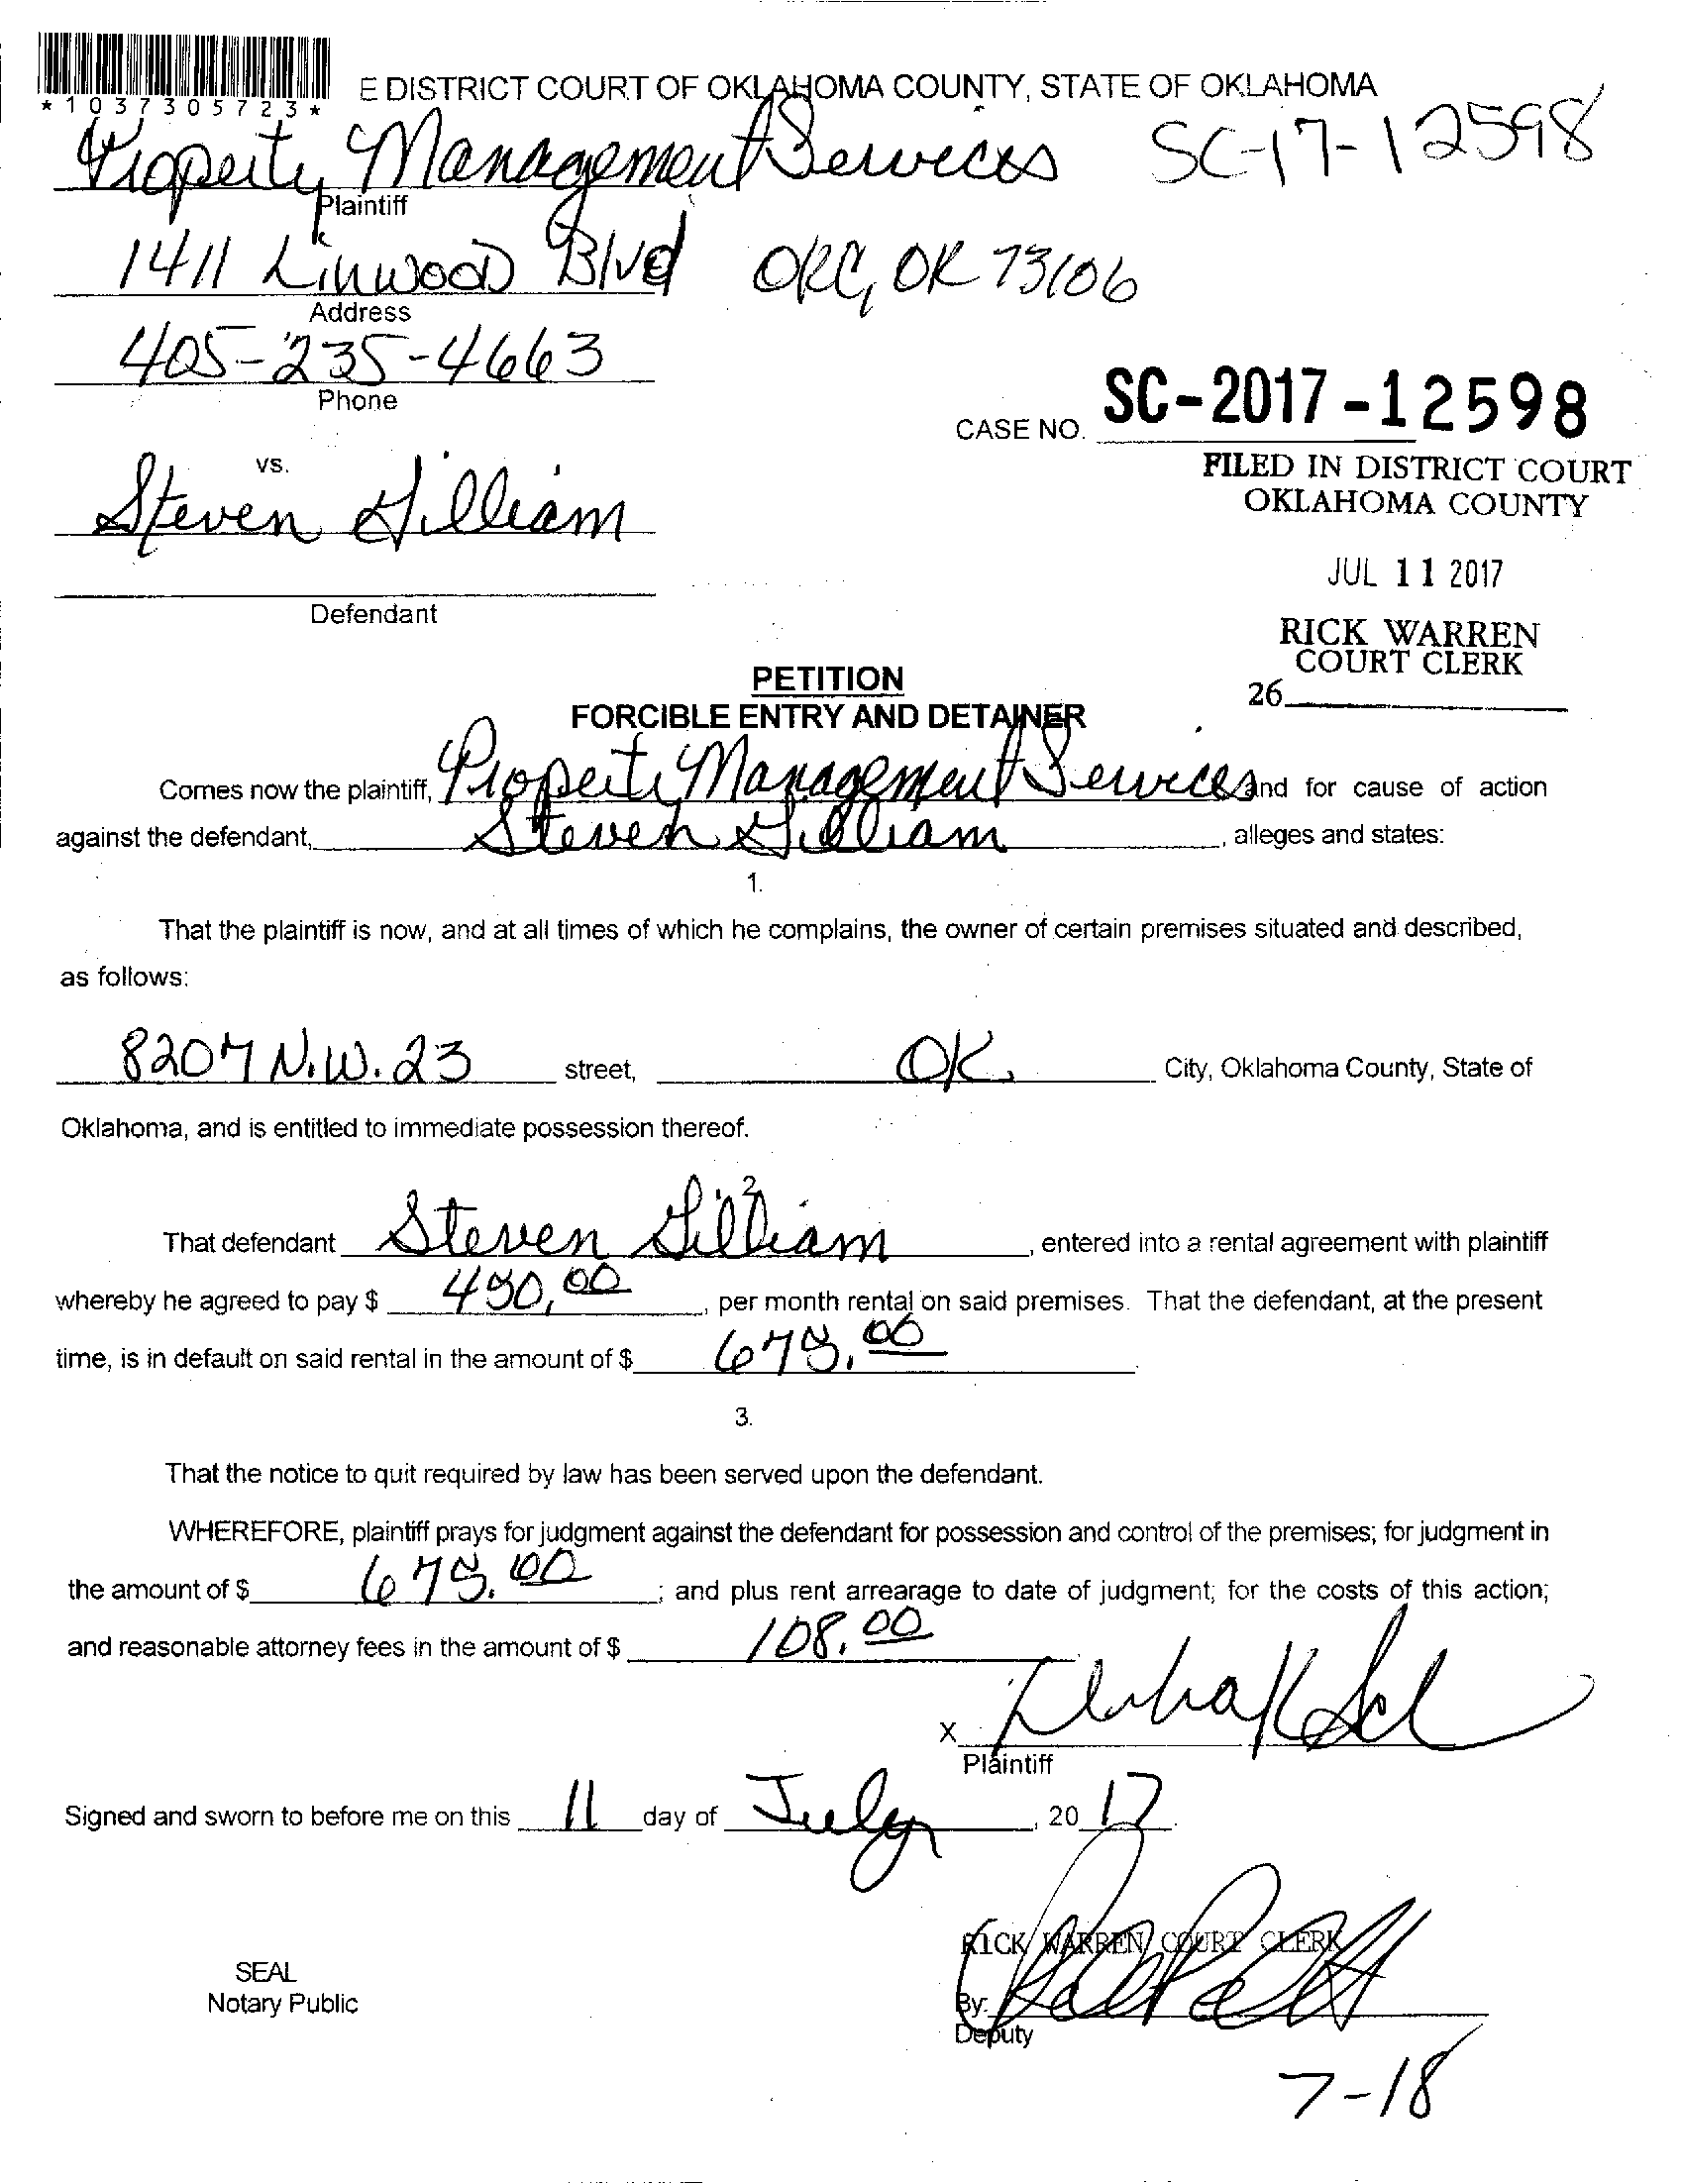 *1037305723*
E DISTRICT COURT OF OKLAHOMA COUNTY, STATE OF OKLAHOMA
Property Management Services SC-17-12598
Plaintiff
1411 Linwood Blvd OKC, OK 73106
Address
405-235-4663
Phone
CASE NO. SC-2017-12598
vs.
FILED IN DISTRICT COURT
OKLAHOMA COUNTY
Steven Gilliam
JUL 11 2017
Defendant
RICK WARREN
COURT CLERK
26
PETITION
FORCIBLE ENTRY AND DETAINER
Comes now the plaintiff, Property Management Services and for cause of action
against the defendant, Steven Gilliam, alleges and states:
1.
That the plaintiff is now, and at all times of which he complains, the owner of certain premises situated and described,
as follows:
8207 N.W. 23 street, OK. City, Oklahoma County, State of
Oklahoma, and is entitled to immediate possession thereof.
2.
That defendant Steven Gilliam, entered into a rental agreement with plaintiff
whereby he agreed to pay $ 450.00, per month rental on said premises. That the defendant, at the present
time, is in default on said rental in the amount of $ 675.00
3.
That the notice to quit required by law has been served upon the defendant.
WHEREFORE, plaintiff prays for judgment against the defendant for possession and control of the premises; for judgment in
the amount of $ 675.00; and plus rent arrearage to date of judgment; for the costs of this action;
and reasonable attorney fees in the amount of $ 108.00
X
Plaintiff
Signed and sworn to before me on this 11 day of July, 2017.
RICK WARREN COURT CLERK
SEAL
Notary Public
By:
Deputy
7-18